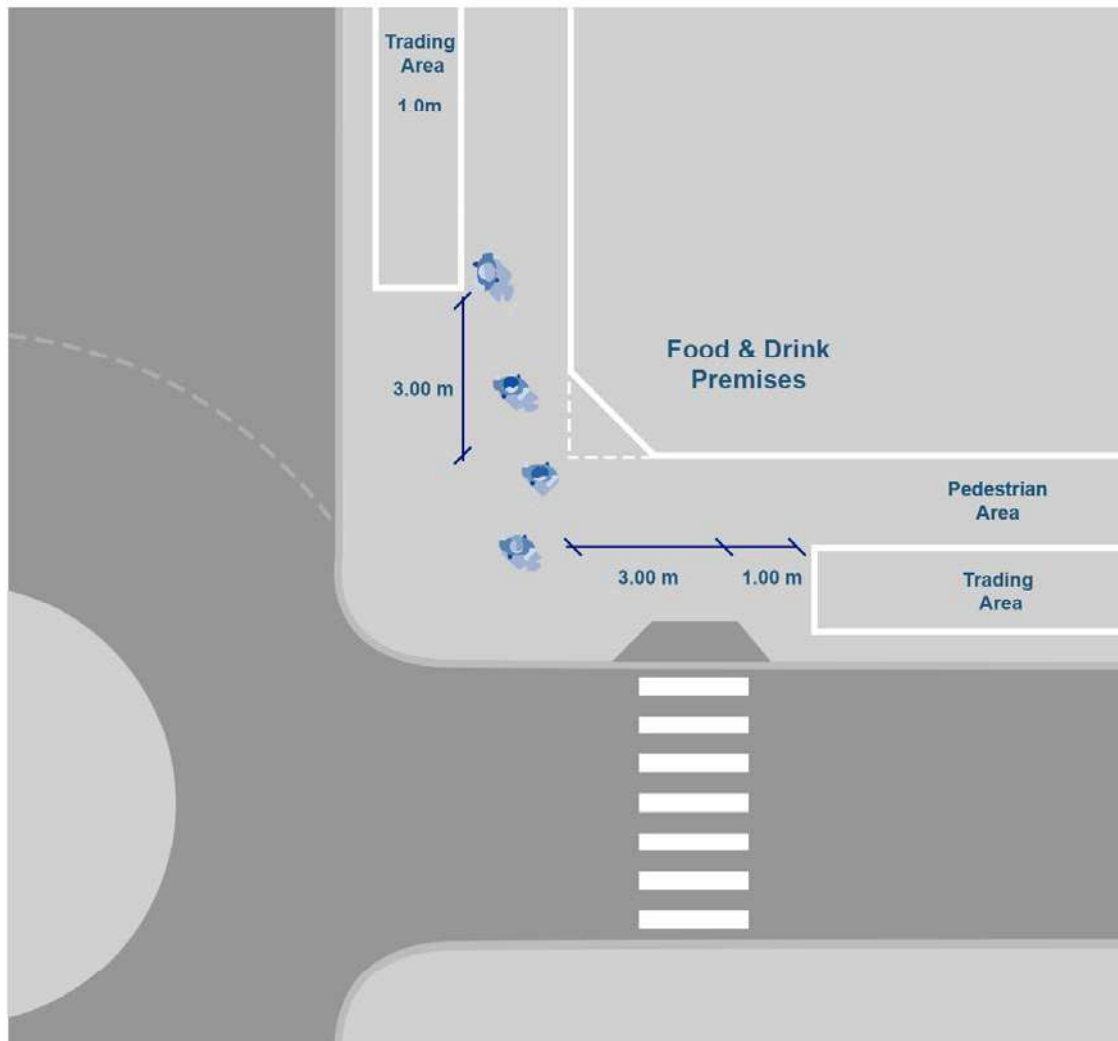 Trading
Area
1.0m
3.00 m
Food & Drink
Premises
Pedestrian
Area
3.00 m
1.00 m
Trading
Area